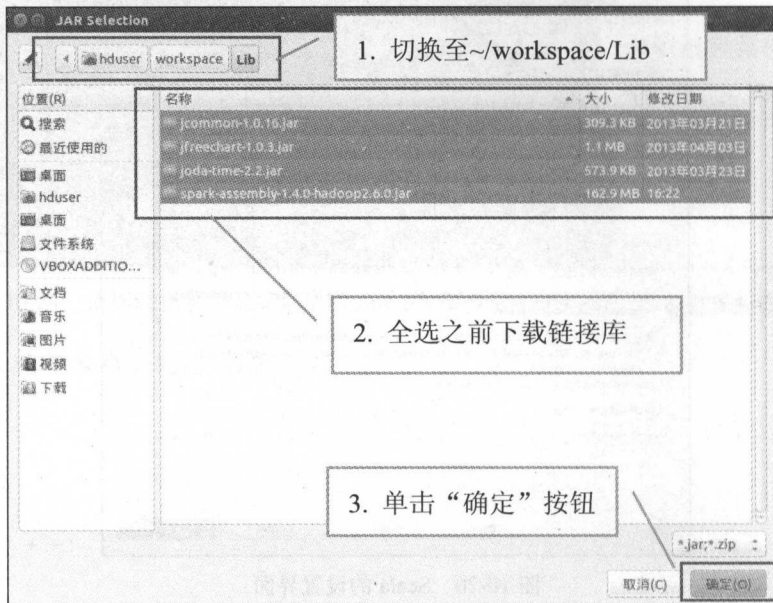 JAR Selection
1. 切换至~/workspace/Lib
hduser workspace Lib
位置(R)
名称 大小 修改日期
搜索
最近使用的
桌面
hduser
桌面
文件系统
VBOXADDITIO...
文档
音乐
图片
视频
下载
jcommon-1.0.16.jar 309.3 KB 2013年03月21日
jfreechart-1.0.3.jar 1.1 MB 2013年04月03日
joda-time-2.2.jar 573.9 KB 2013年03月23日
spark-assembly-1.4.0-hadoop2.6.0.jar 162.9 MB 16:22
2. 全选之前下载链接库
3. 单击“确定”按钮
*.jar;*.zip
取消(C) 确定(O)